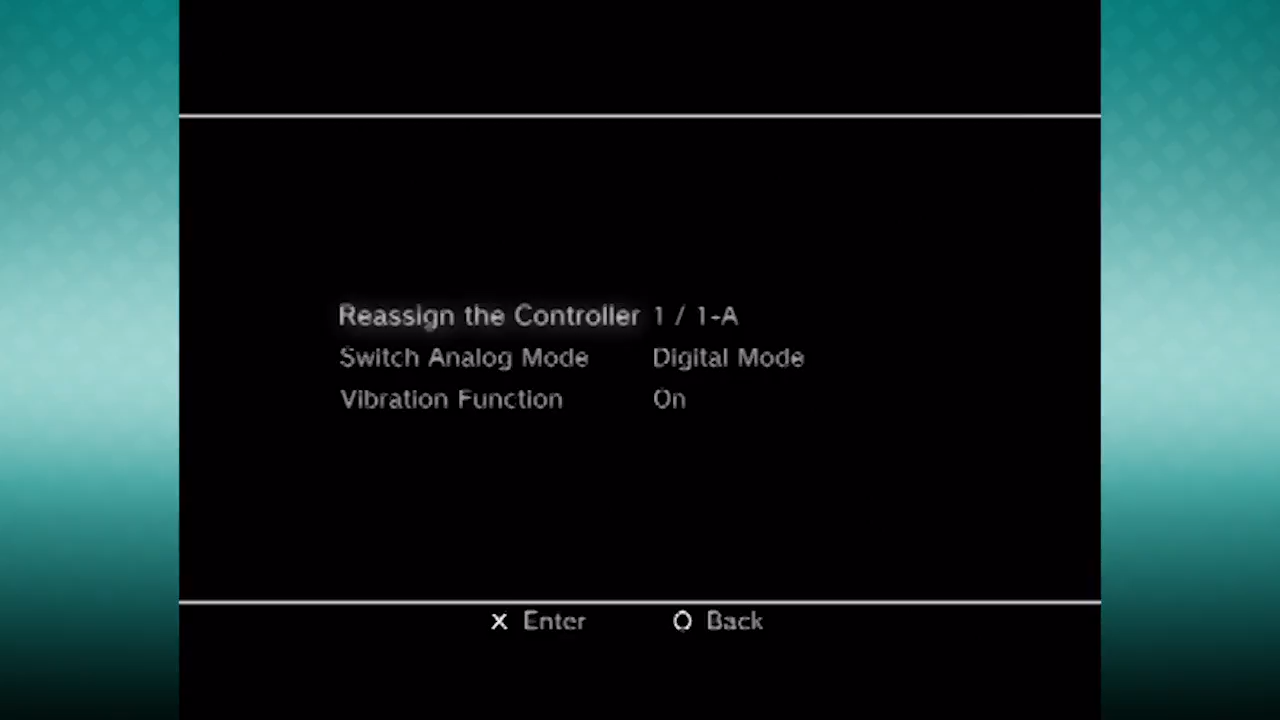 Reassign the Controller 1 / 1-A
Switch Analog Mode Digital Mode
Vibration Function On
X Enter O Back